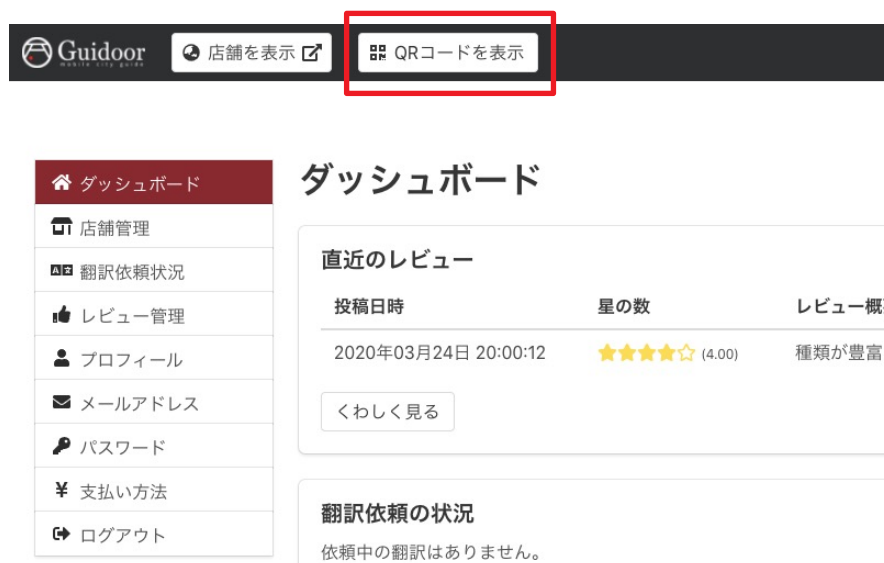 Guidoor
mobile city guide
店舗を表示
QRコードを表示
ダッシュボード
店舗管理
翻訳依頼状況
レビュー管理
プロフィール
メールアドレス
パスワード
¥ 支払い方法
ログアウト
ダッシュボード
直近のレビュー
投稿日時 星の数 レビュー概
2020年03月24日 20:00:12 (4.00) 種類が豊富
くわしく見る
翻訳依頼の状況
依頼中の翻訳はありません。